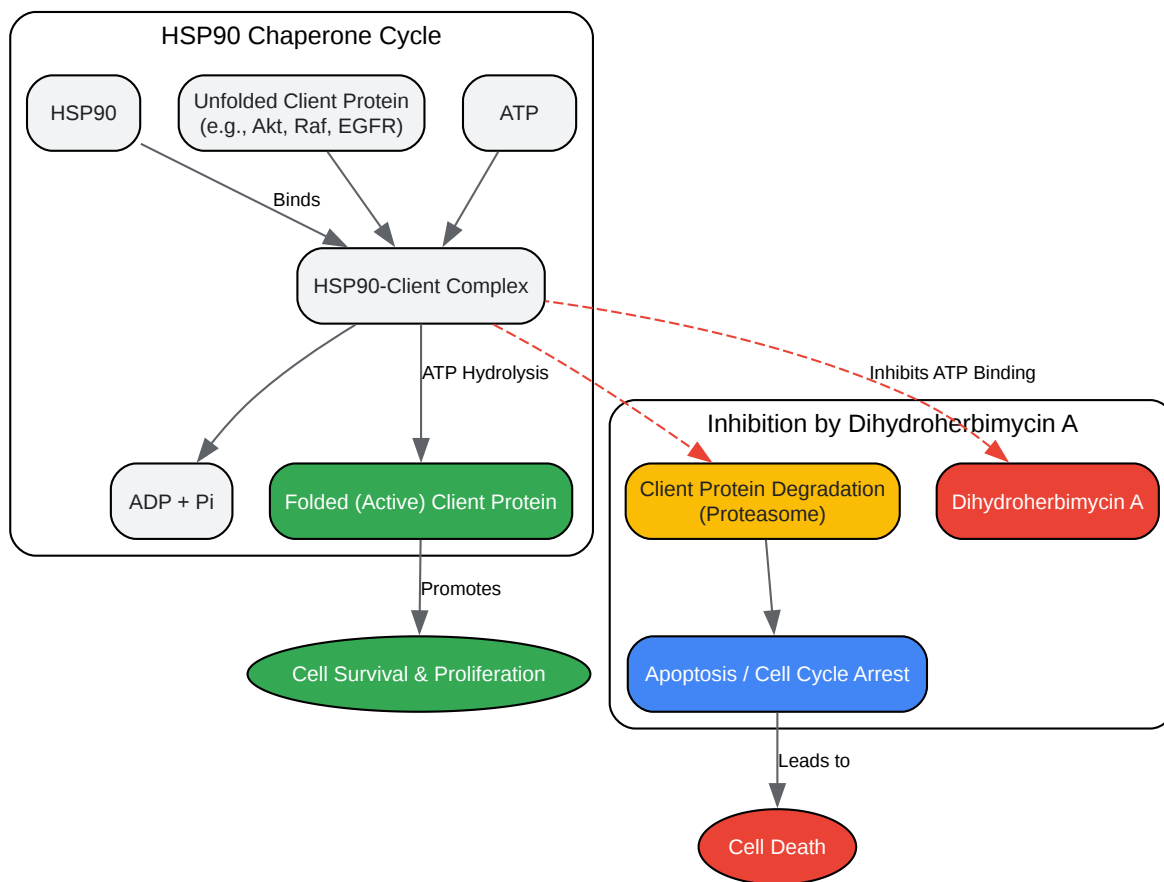 HSP90 Chaperone Cycle
HSP90
Unfolded Client Protein
(e.g., Akt, Raf, EGFR)
ATP
Binds
HSP90-Client Complex
ATP Hydrolysis
Inhibits ATP Binding
Inhibition by Dihydroherbimycin A
ADP + Pi
Folded (Active) Client Protein
Client Protein Degradation
(Proteasome)
Dihydroherbimycin A
Promotes
Cell Survival & Proliferation
Apoptosis / Cell Cycle Arrest
Leads to
Cell Death